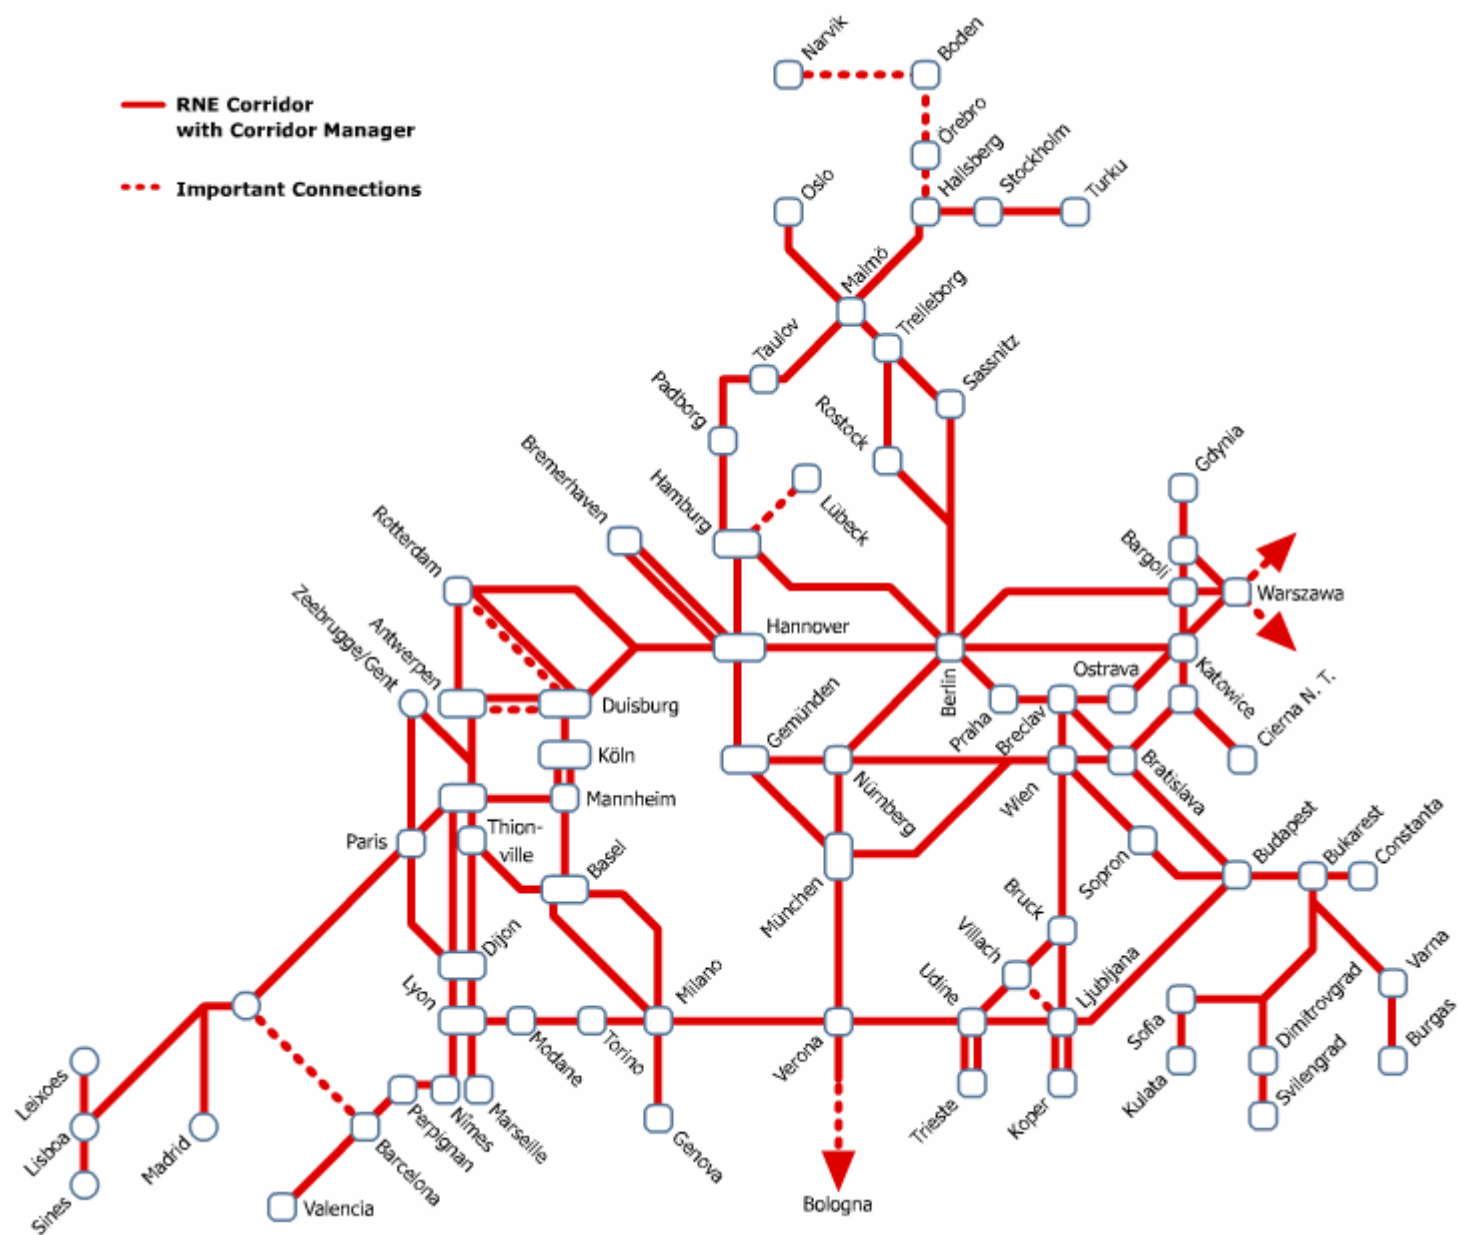 Narvik
Boden
RNE Corridor
with Corridor Manager
Örebro
Hallsberg
Stockholm
Turku
Important Connections
Oslo
Malmö
Trelleborg
Taulov
Sassnitz
Padborg
Rostock
Gdynia
Bremerhaven
Hamburg
Lübeck
Rotterdam
Bargoli
Warszawa
Zeebrugge/Gent
Antwerpen
Hannover
Ostrava
Katowice
Cierna N. T.
Duisburg
Gemünden
Berlin
Praha
Breclav
Köln
Nürnberg
Wien
Bratislava
Mannheim
Paris
Thion-
ville
Basel
München
Sopron
Budapest
Bukarest
Constanta
Bruck
Villach
Dijon
Lyon
Milano
Udine
Ljubljana
Varna
Dimitrovgrad
Sofia
Burgas
Modane
Torino
Verona
Leixoes
Lisboa
Sines
Madrid
Perpignan
Nîmes
Marseille
Barcelona
Genova
Trieste
Koper
Kulata
Svilengrad
Valencia
Bologna